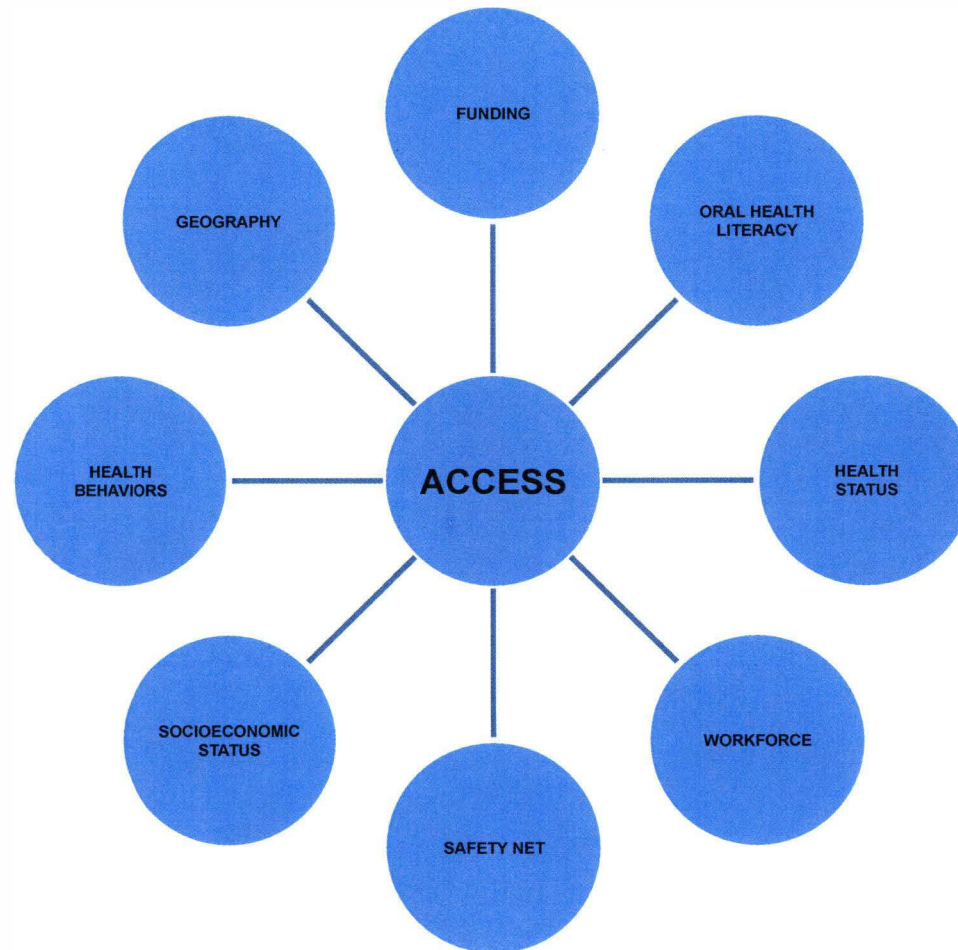 FUNDING
GEOGRAPHY
ORAL HEALTH
LITERACY
HEALTH
BEHAVIORS
ACCESS
HEALTH
STATUS
SOCIOECONOMIC
STATUS
WORKFORCE
SAFETY NET